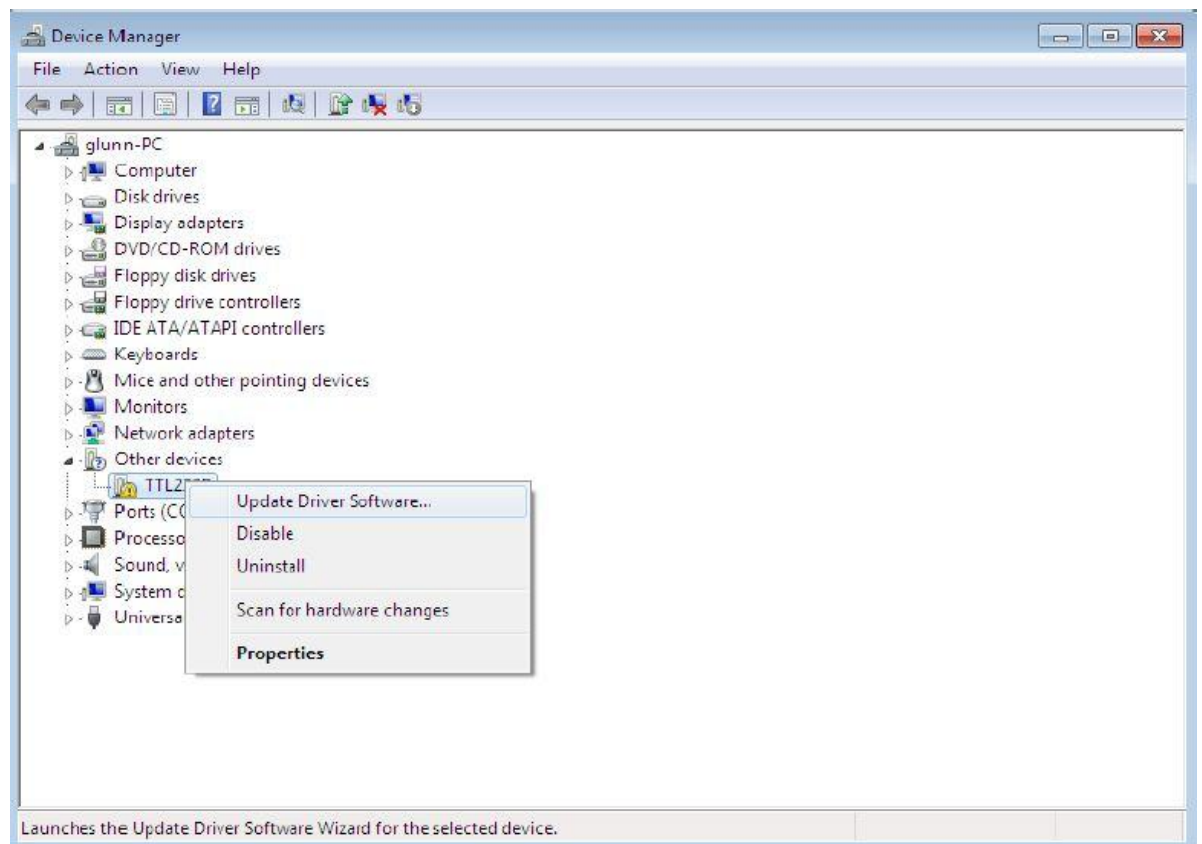 Device Manager
File Action View Help
glunn-PC
Computer
Disk drives
Display adapters
DVD/CD-ROM drives
Floppy disk drives
Floppy drive controllers
IDE ATA/ATAPI controllers
Keyboards
Mice and other pointing devices
Monitors
Network adapters
Other devices
Ports
Sound,
System
Update Driver Software...
Disable
Uninstall
Scan for hardware changes
Properties
Launches the Update Driver Software Wizard for the selected device.